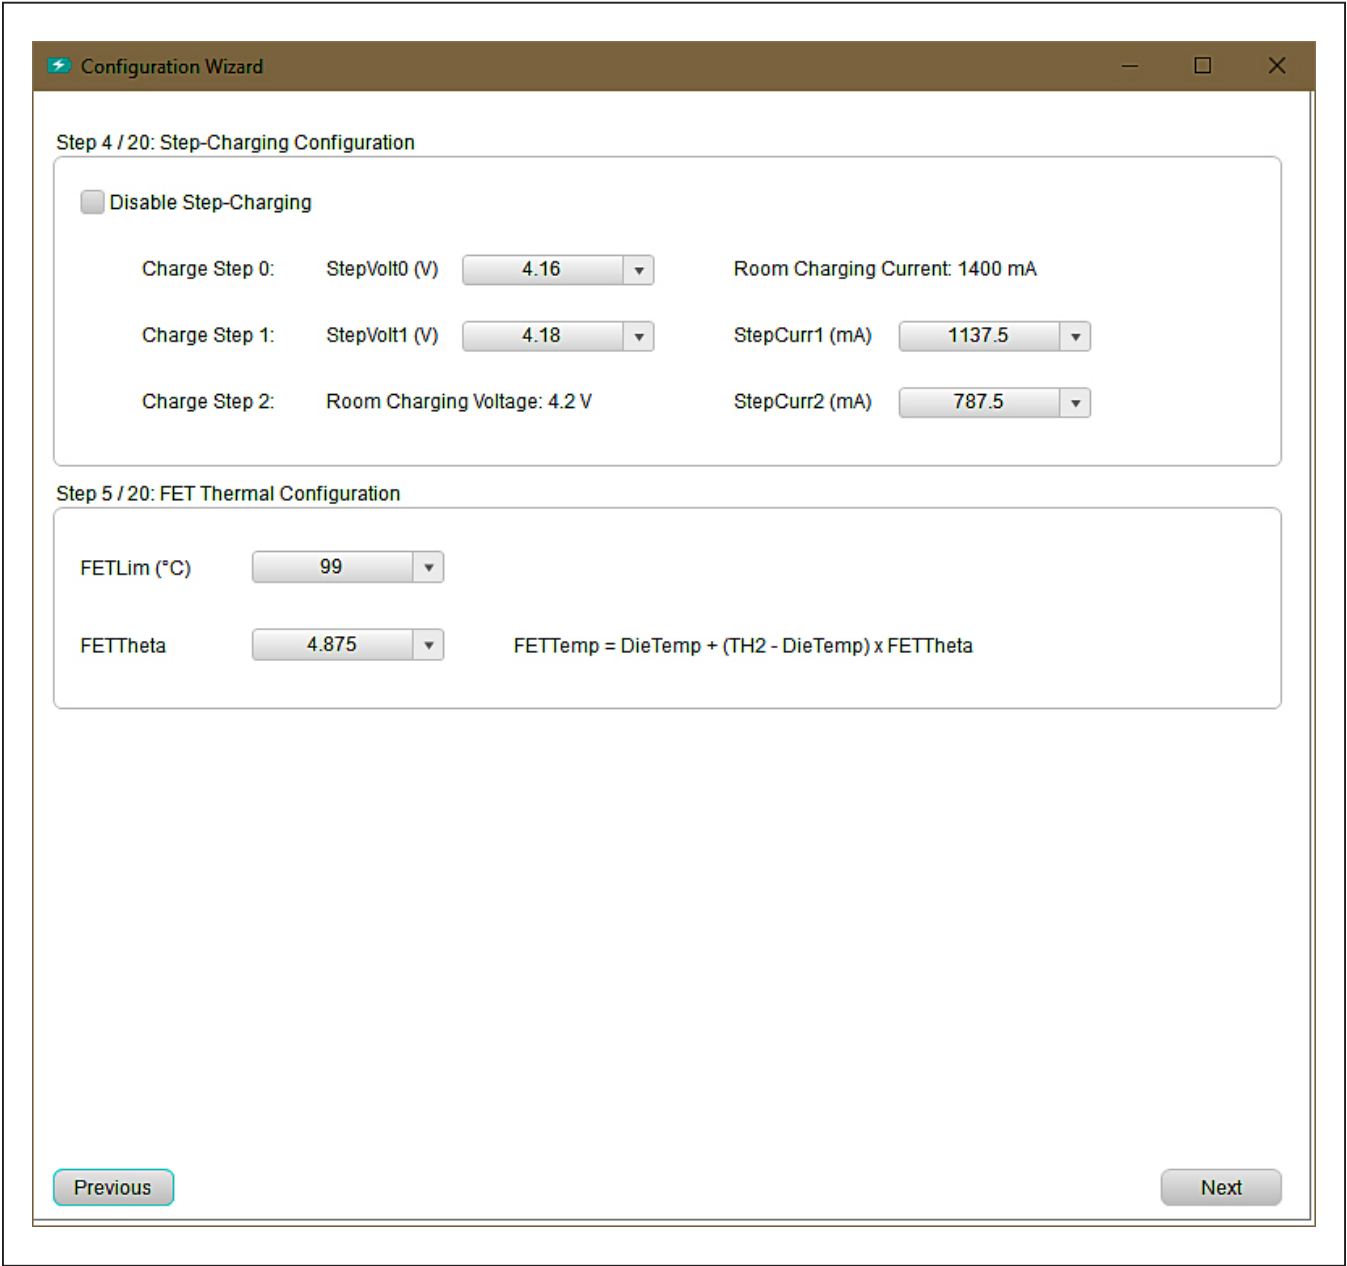 Configuration Wizard
Step 4 / 20: Step-Charging Configuration
Disable Step-Charging
Charge Step 0: StepVolt0 (V) 4.16 Room Charging Current: 1400 mA
Charge Step 1: StepVolt1 (V) 4.18 StepCurr1 (mA) 1137.5
Charge Step 2: Room Charging Voltage: 4.2 V StepCurr2 (mA) 787.5
Step 5 / 20: FET Thermal Configuration
FETLim (°C) 99
FETTheta 4.875 FETTemp = DieTemp + (TH2 - DieTemp) x FETTheta
Previous Next